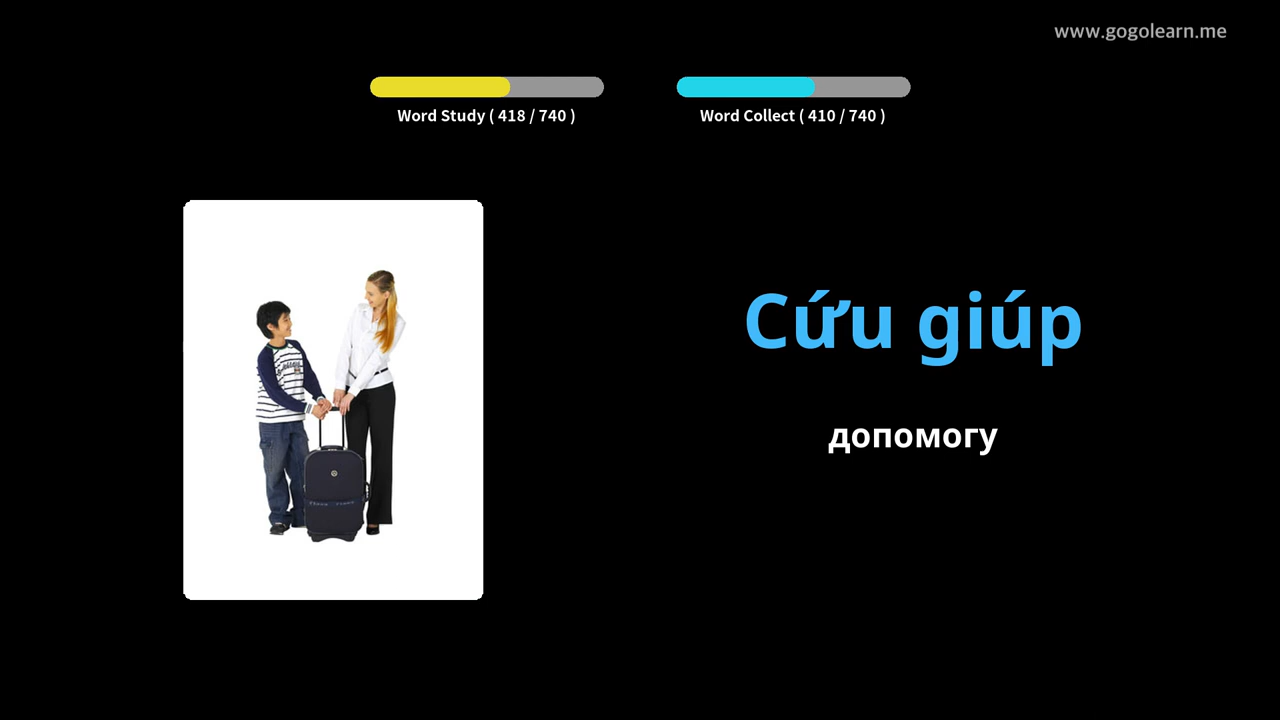 www.gogolearn.me
Word Study ( 418 / 740 )
Word Collect ( 410 / 740 )
Cứu giúp
допомогу